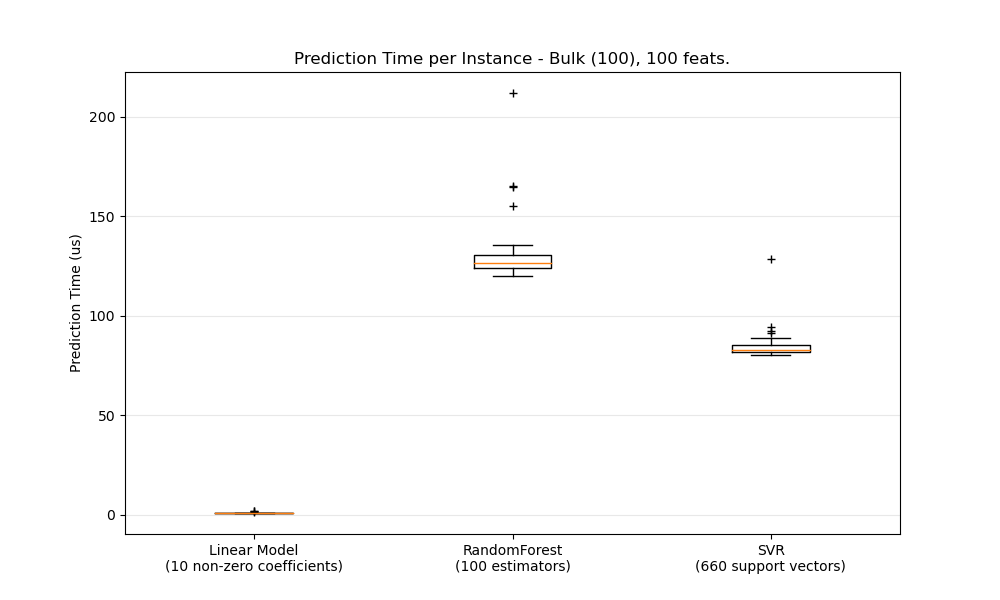 Prediction Time per Instance - Bulk (100), 100 feats.
200
150
100
50
0
Prediction Time (us)
Linear Model
(10 non-zero coefficients)
RandomForest
(100 estimators)
SVR
(660 support vectors)